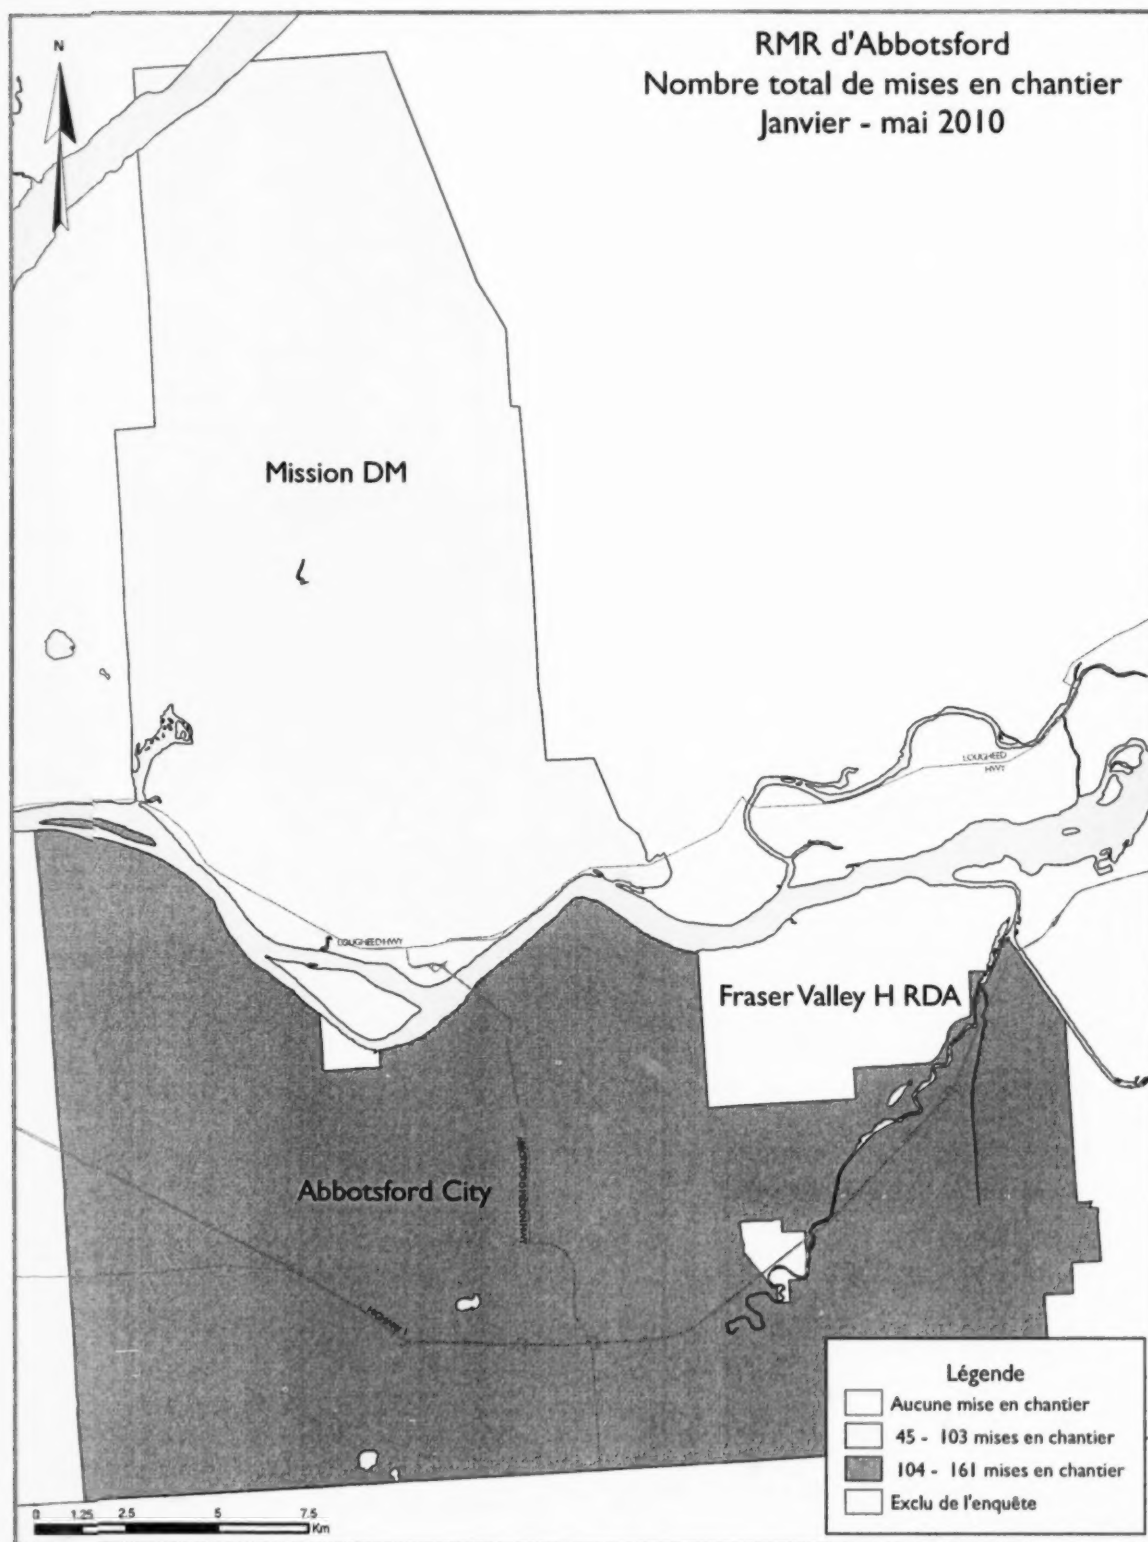 RMR d'Abbotsford
Nombre total de mises en chantier
Janvier - mai 2010
N
Mission DM
LOUGHEED
HWY
LOUGHEED HWY
Fraser Valley H RDA
Abbotsford City
HIGHWAY 1
Légende
Aucune mise en chantier
45 - 103 mises en chantier
104 - 161 mises en chantier
Exclu de l'enquête
0 1.25 2.5 5 7.5
Km